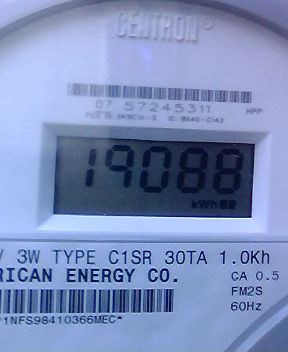 CENTRON®
07 57245311
HPP
19088
kWh
V 3W TYPE C1SR 30TA 1.0Kh
RICAN ENERGY CO.
CA 0.5
FM2S
60Hz
*1NFS98410366MEC*